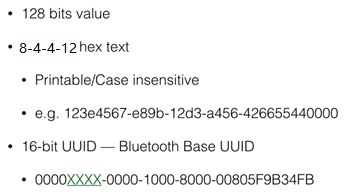 • 128 bits value
• 8-4-4-12 hex text
• Printable/Case insensitive
• e.g. 123e4567-e89b-12d3-a456-426655440000
• 16-bit UUID — Bluetooth Base UUID
• 0000XXXX-0000-1000-8000-00805F9B34FB